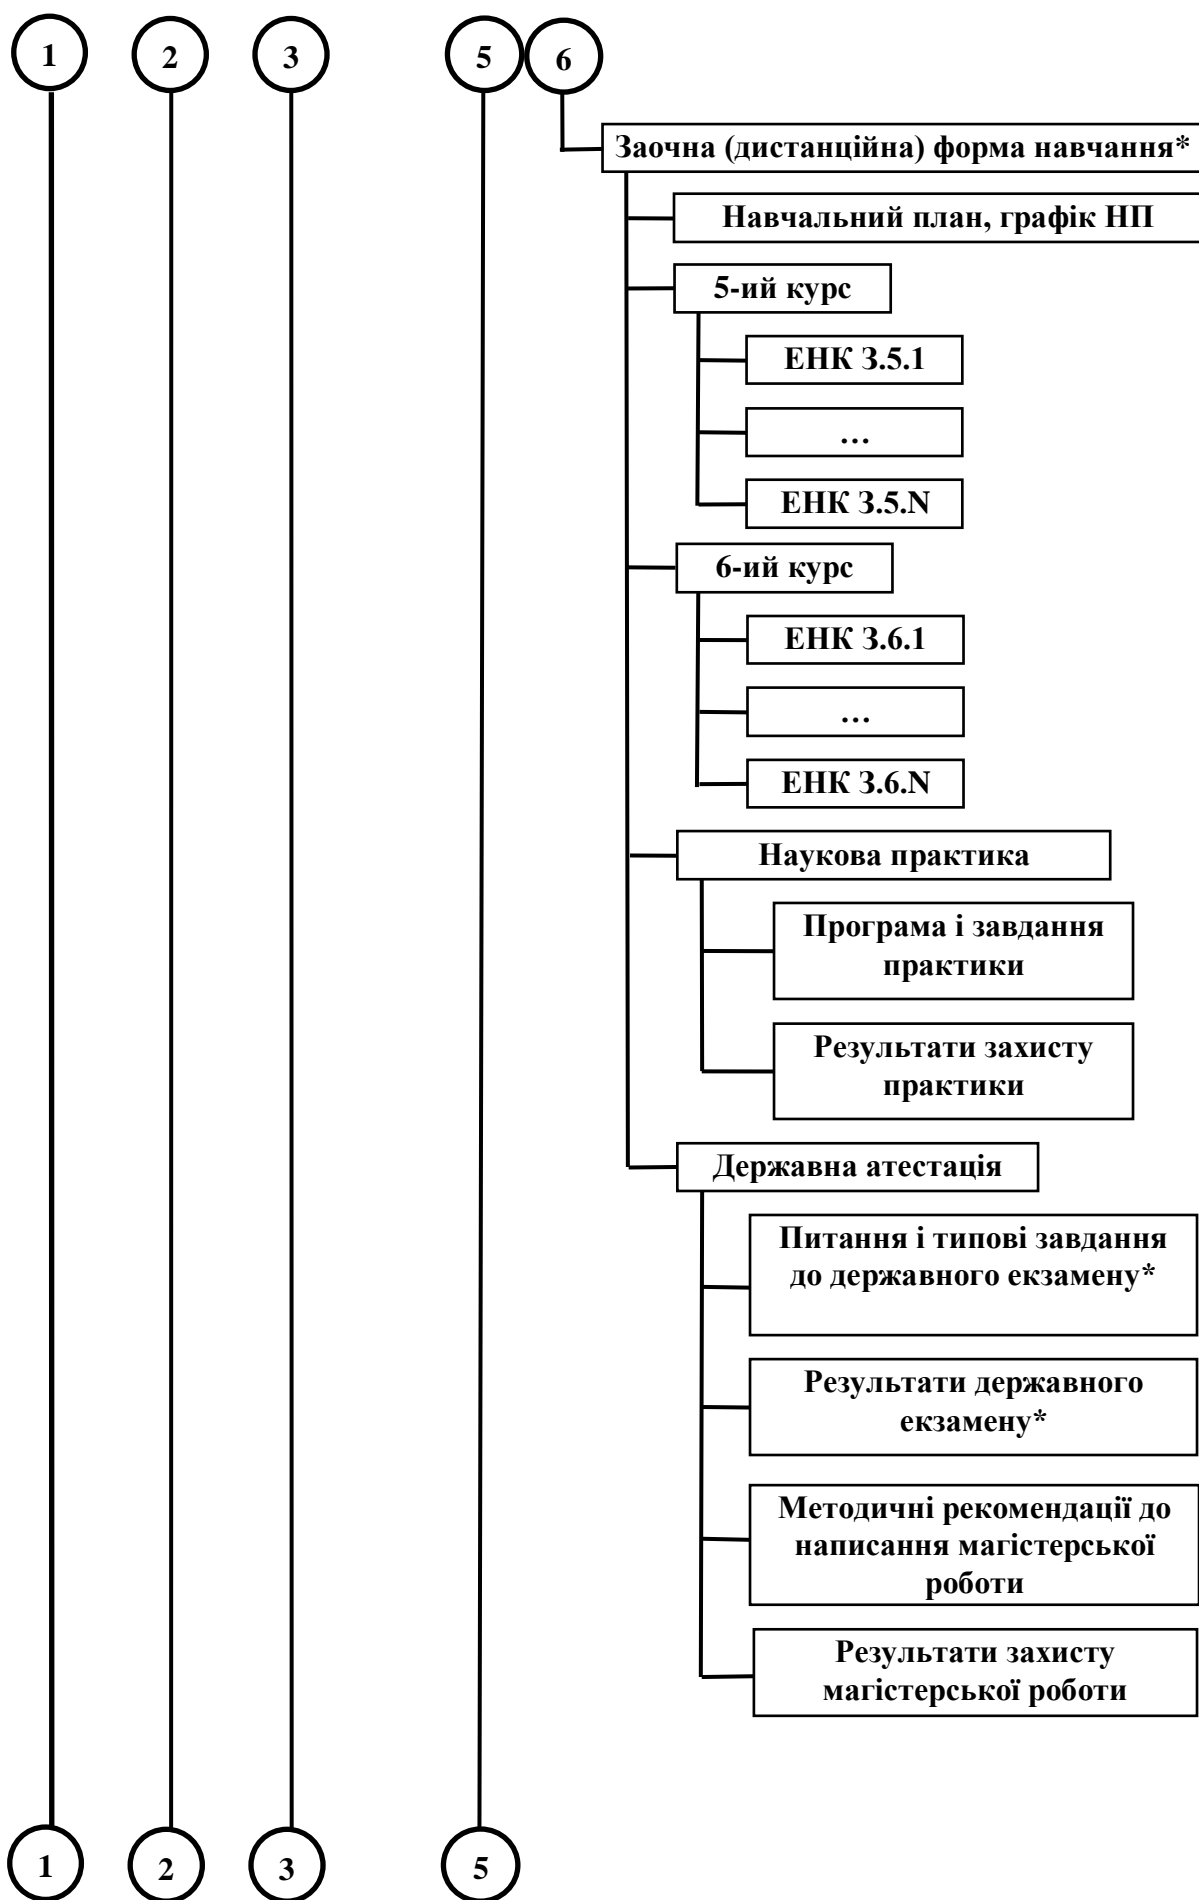 1 2 3 5 6
Заочна (дистанційна) форма навчання*
Навчальний план, графік НП
5-ий курс
ЕНК З.5.1
…
ЕНК З.5.N
6-ий курс
ЕНК З.6.1
…
ЕНК З.6.N
Наукова практика
Програма і завдання
практики
Результати захисту
практики
Державна атестація
Питання і типові завдання
до державного екзамену*
Результати державного
екзамену*
Методичні рекомендації до
написання магістерської
роботи
Результати захисту
магістерської роботи
1 2 3 5